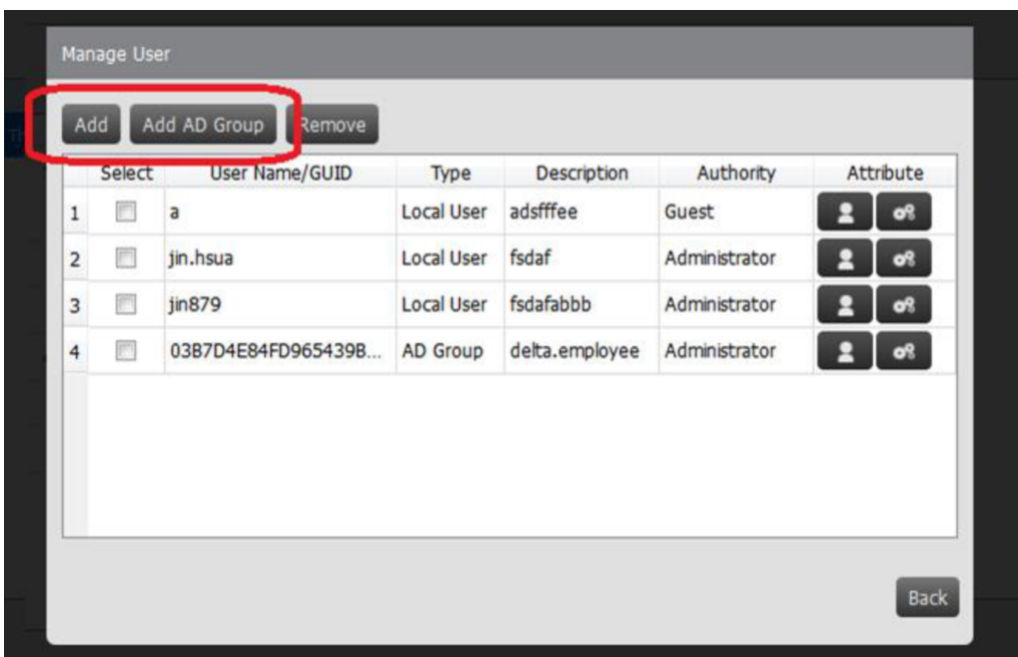 Manage User
Add Add AD Group Remove
Select User Name/GUID Type Description Authority Attribute
1 a Local User adsfffee Guest
2 jin.hsua Local User fsdaf Administrator
3 jin879 Local User fsdafabbb Administrator
4 03B7D4E84FD965439B... AD Group delta.employee Administrator
Back